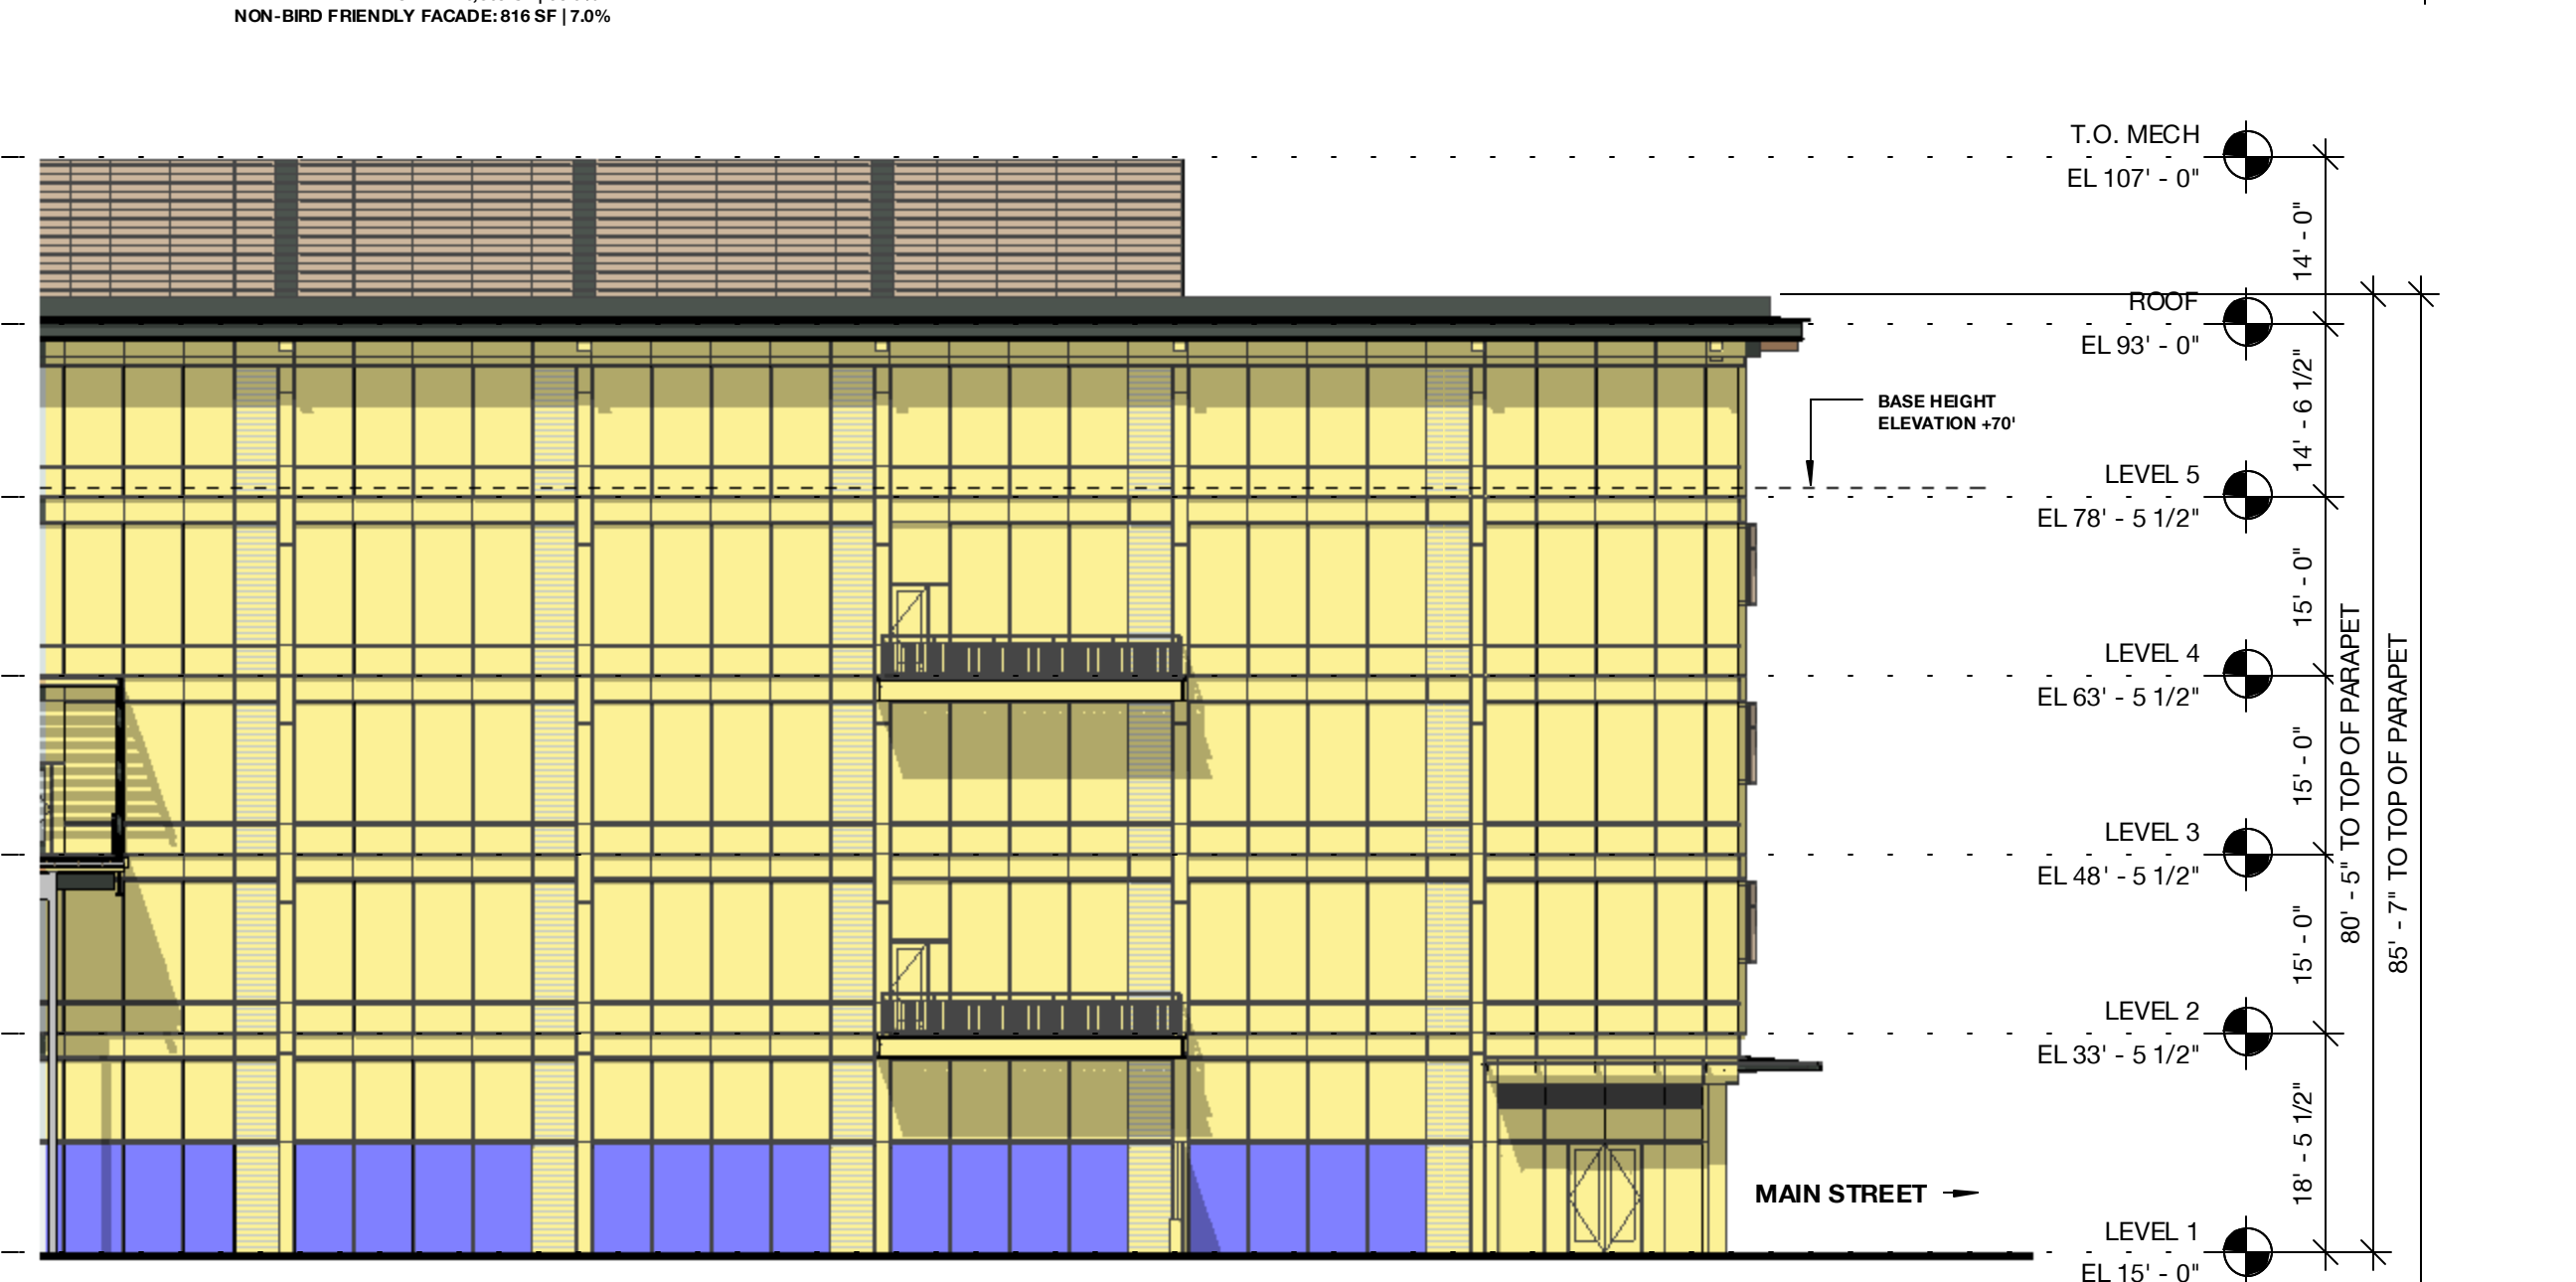 NON-BIRD FRIENDLY FACADE: 816 SF | 7.0%
T.O. MECH
EL 107' - 0"
14' - 0"
ROOF
EL 93' - 0"
14' - 6 1/2"
BASE HEIGHT
ELEVATION +70'
LEVEL 5
EL 78' - 5 1/2"
15' - 0"
LEVEL 4
EL 63' - 5 1/2"
15' - 0"
80' - 5" TO TOP OF PARAPET
85' - 7" TO TOP OF PARAPET
LEVEL 3
EL 48' - 5 1/2"
15' - 0"
LEVEL 2
EL 33' - 5 1/2"
18' - 5 1/2"
MAIN STREET
LEVEL 1
EL 15' - 0"